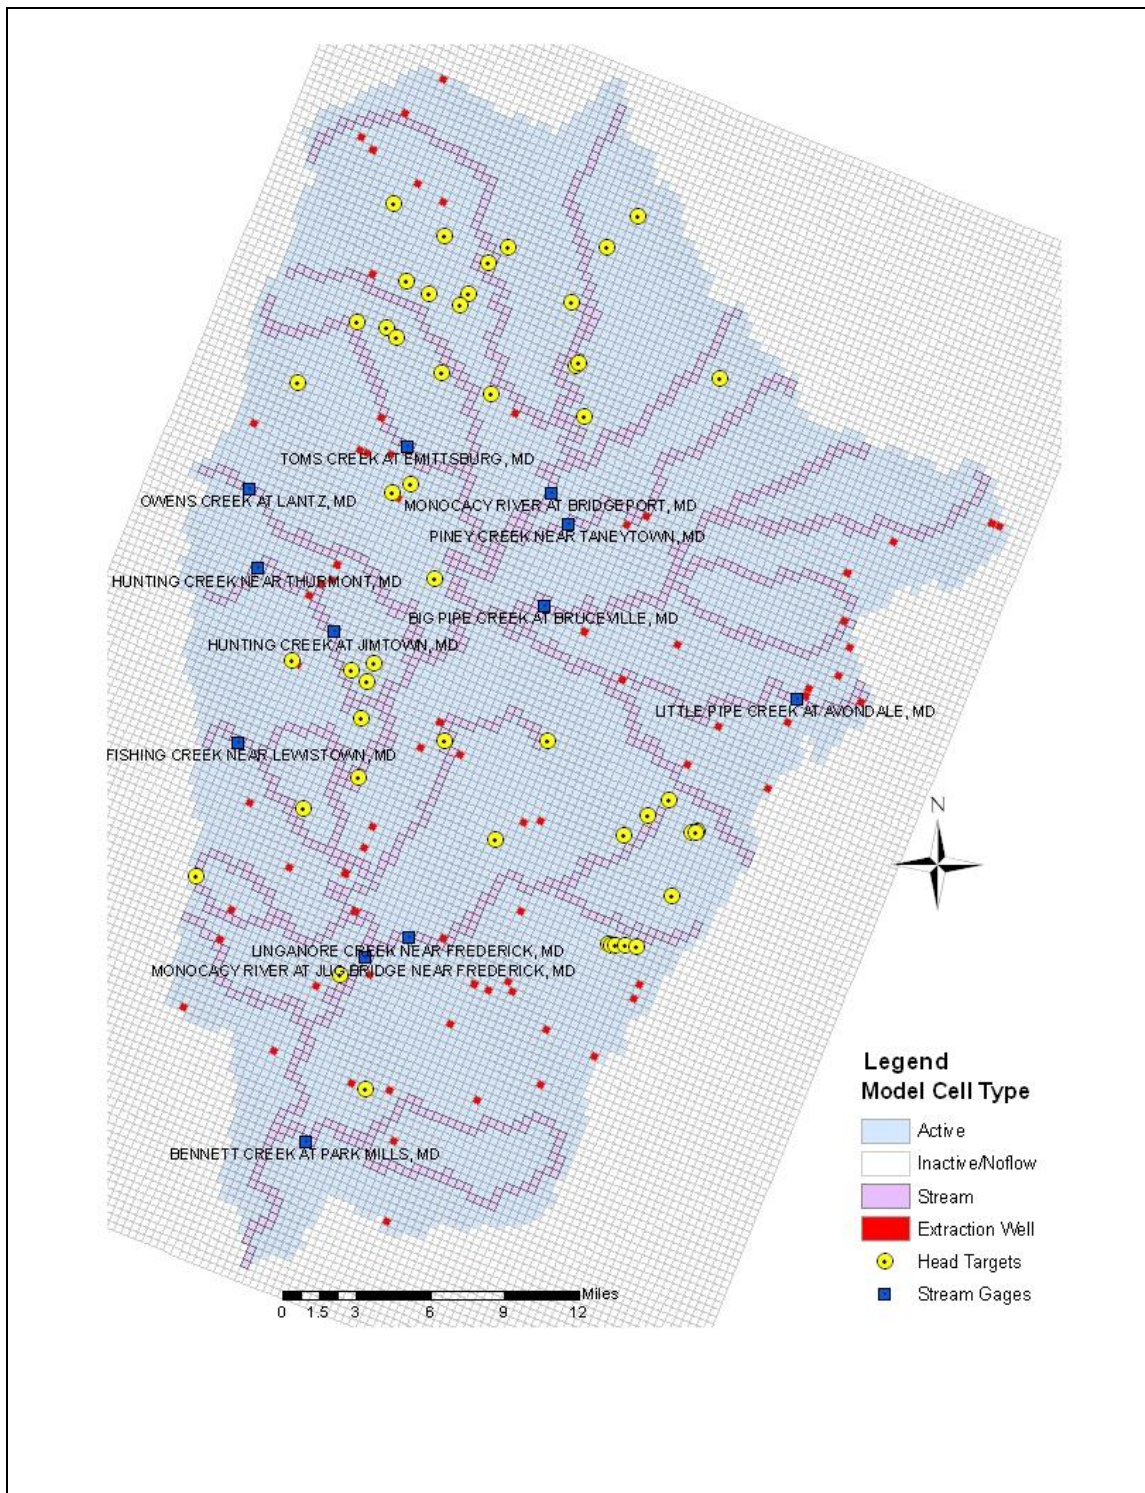 TOMS CREEK AT EMITTSBURG, MD
OWENS CREEK AT LANTZ, MD
MONOCACY RIVER AT BRIDGEPORT, MD
PINEY CREEK NEAR TANEYTOWN, MD
HUNTING CREEK NEAR THURMONT, MD
BIG PIPE CREEK AT BRUCEVILLE, MD
HUNTING CREEK AT JIMTOWN, MD
LITTLE PIPE CREEK AT AVONDALE, MD
FISHING CREEK NEAR LEWISTOWN, MD
N
LINGANORE CREEK NEAR FREDERICK, MD
MONOCACY RIVER AT JUG BRIDGE NEAR FREDERICK, MD
BENNETT CREEK AT PARK MILLS, MD
Legend
Model Cell Type
Active
Inactive/Noflow
Stream
Extraction Well
Head Targets
Stream Gages
Miles
0 1.5 3 6 9 12